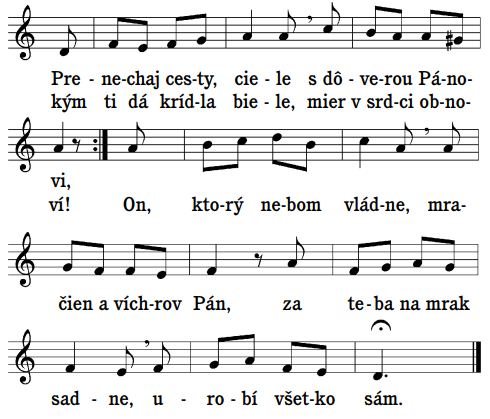 Pre - ne-chaj ces-ty, cie - le s dô - ve-rou Pá-no-
kým ti dá kríd-la bie - le, mier v srd-ci ob-no-
vi,
ví! On, kto-rý ne-bom vlád-ne, mra-
čien a vích-rov Pán, za te-ba na mrak
sad - ne, u - ro-bí všet-ko sám.